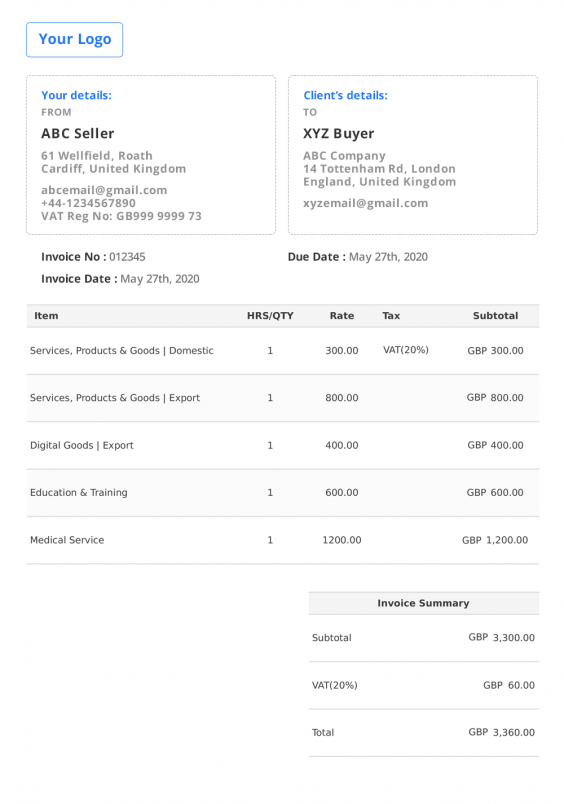 Your Logo
Your details:
FROM
ABC Seller
61 Wellfield, Roath
Cardiff, United Kingdom
abcemail@gmail.com
+44-1234567890
VAT Reg No: GB999 9999 73
Client's details:
TO
XYZ Buyer
ABC Company
14 Tottenham Rd, London
England, United Kingdom
xyzemail@gmail.com
Invoice No : 012345
Due Date : May 27th, 2020
Invoice Date : May 27th, 2020
Item HRS/QTY Rate Tax Subtotal
Services, Products & Goods | Domestic 1 300.00 VAT(20%) GBP 300.00
Services, Products & Goods | Export 1 800.00 GBP 800.00
Digital Goods | Export 1 400.00 GBP 400.00
Education & Training 1 600.00 GBP 600.00
Medical Service 1 1200.00 GBP 1,200.00
Invoice Summary
Subtotal GBP 3,300.00
VAT(20%) GBP 60.00
Total GBP 3,360.00